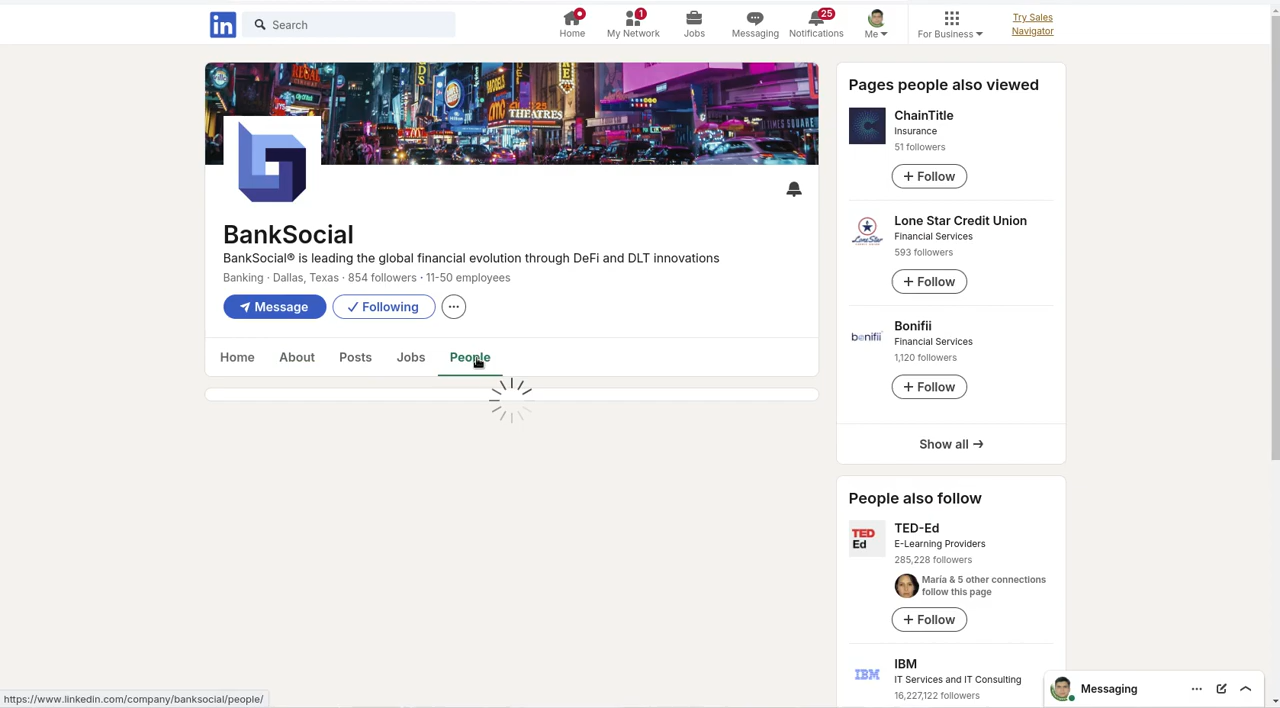 in
Search
Home
1
My Network
Jobs
Messaging
25
Notifications
Me
For Business
Try Sales
Navigator
THEATRES
BankSocial
BankSocial® is leading the global financial evolution through DeFi and DLT innovations
Banking · Dallas, Texas · 854 followers · 11-50 employees
Message
Following
Home
About
Posts
Jobs
People
Pages people also viewed
ChainTitle
Insurance
51 followers
+ Follow
Lone Star Credit Union
Financial Services
593 followers
+ Follow
bonifii
Bonifii
Financial Services
1,120 followers
+ Follow
Show all →
People also follow
TED
Ed
TED-Ed
E-Learning Providers
285,228 followers
María & 5 other connections
follow this page
+ Follow
IBM
IBM
IT Services and IT Consulting
16,227,122 followers
Messaging
https://www.linkedin.com/company/banksocial/people/